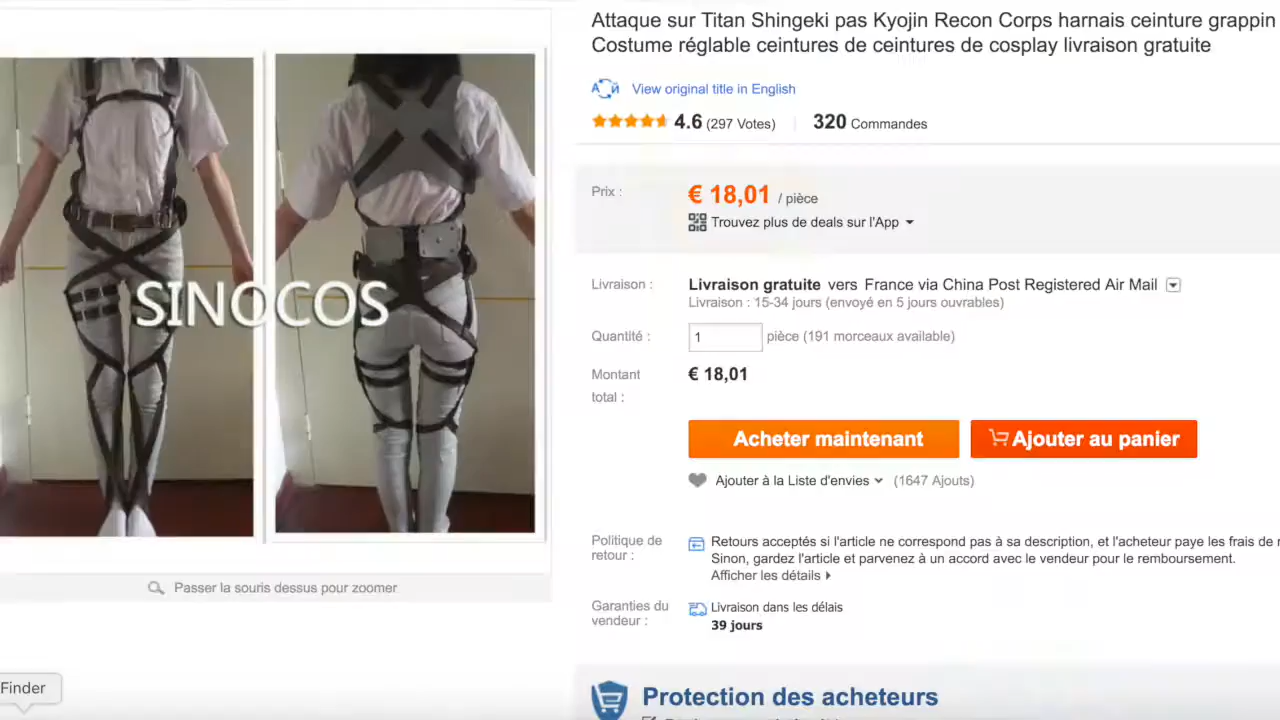 Attaque sur Titan Shingeki pas Kyojin Recon Corps harnais ceinture grappin
Costume réglable ceintures de ceintures de cosplay livraison gratuite
View original title in English
4.6 (297 Votes) 320 Commandes
Prix :
€ 18,01 / pièce
Trouvez plus de deals sur l'App
Livraison :
Livraison gratuite vers France via China Post Registered Air Mail
Livraison : 15-34 jours (envoyé en 5 jours ouvrables)
Quantité :
1 pièce (191 morceaux available)
Montant
total :
€ 18,01
Acheter maintenant
Ajouter au panier
Ajouter à la Liste d'envies (1647 Ajouts)
Politique de
retour :
Retours acceptés si l'article ne correspond pas à sa description, et l'acheteur paye les frais de
Sinon, gardez l'article et parvenez à un accord avec le vendeur pour le remboursement.
Afficher les détails
Garanties du
vendeur :
Livraison dans les délais
39 jours
Protection des acheteurs
SINOCOS
Passer la souris dessus pour zoomer
Finder